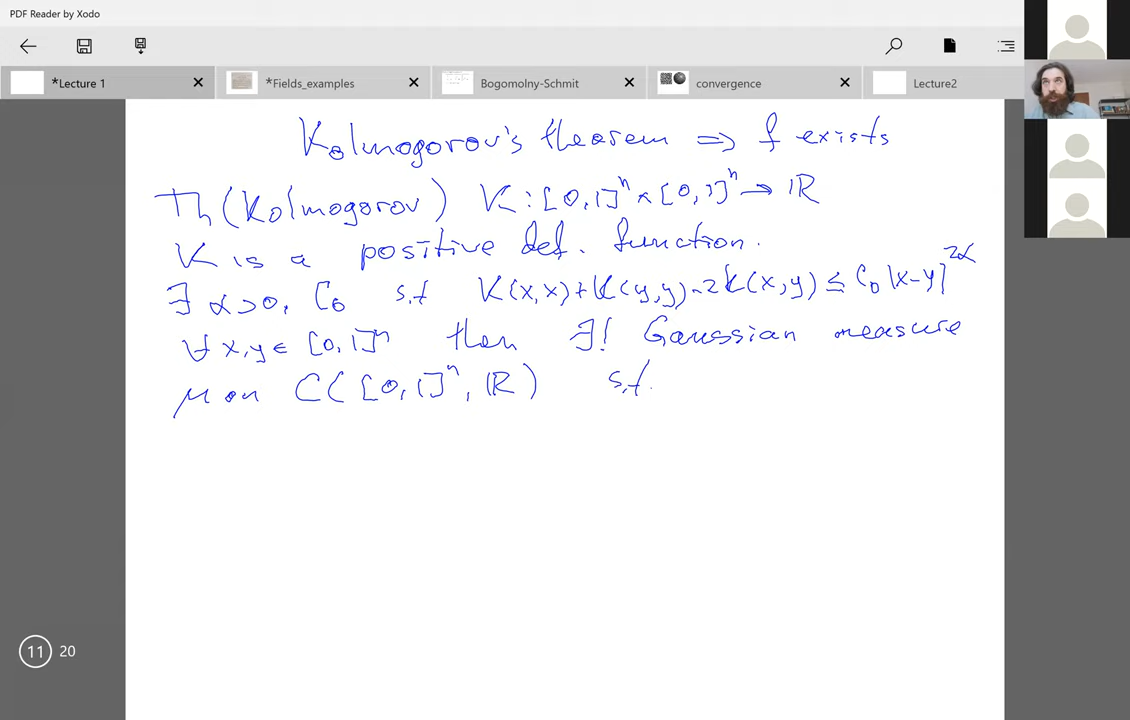 PDF Reader by Xodo
*Lecture 1
*Fields_examples
Bogomolny-Schmit
convergence
Lecture2
Kolmogorov's theorem ⇒ f exists
Th (Kolmogorov) K : [0,1]ⁿ × [0,1]ⁿ → ℝ
K is a positive def. function.
∃ α>0, C₀ s.t K(x,x)+K(y,y)-2K(x,y) ≤ C₀|x-y|^2α
∀ x,y ∈ [0,1]ⁿ then ∃! Gaussian measure
μ on C([0,1]ⁿ, ℝ) s.t.
11 20